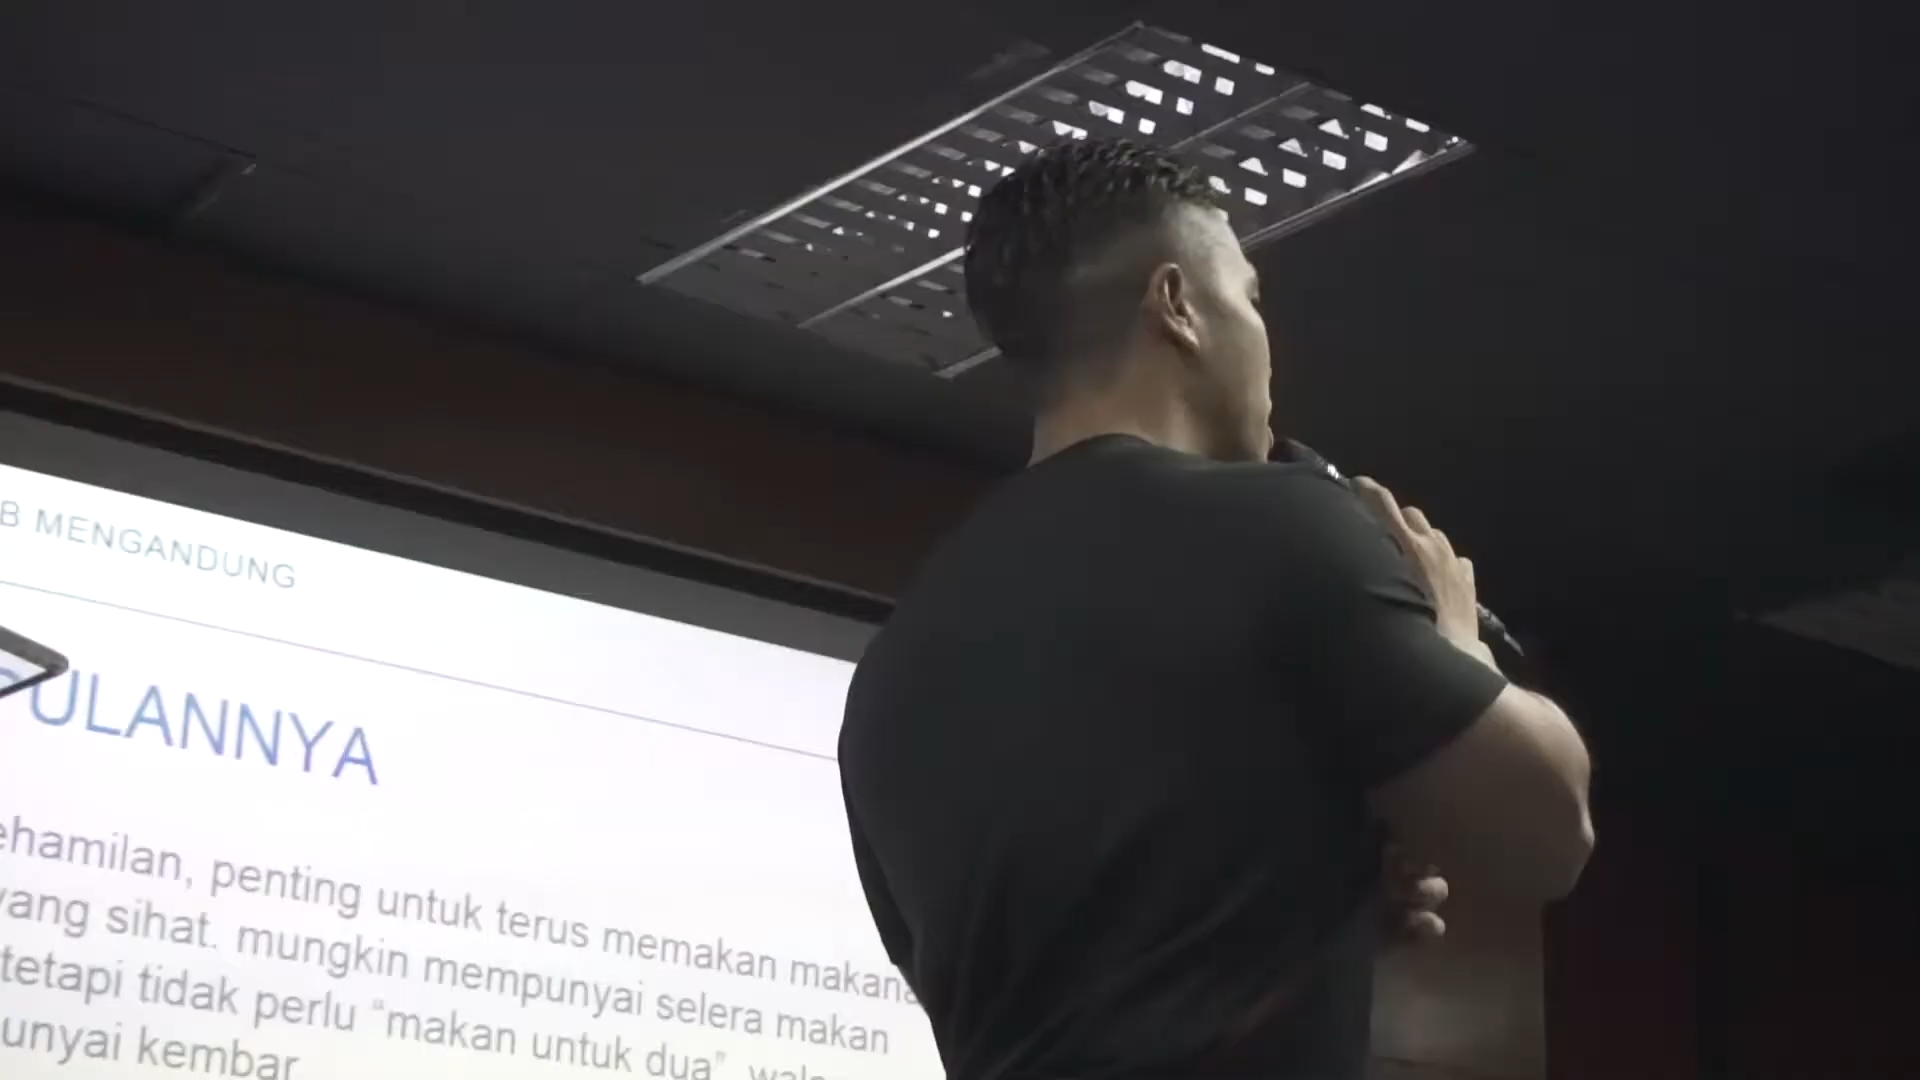 B MENGANDUNG
ULANNYA
ehamilan, penting untuk terus memakan makana
yang sihat. mungkin mempunyai selera makan
tetapi tidak perlu “makan untuk dua”
unyai kembar